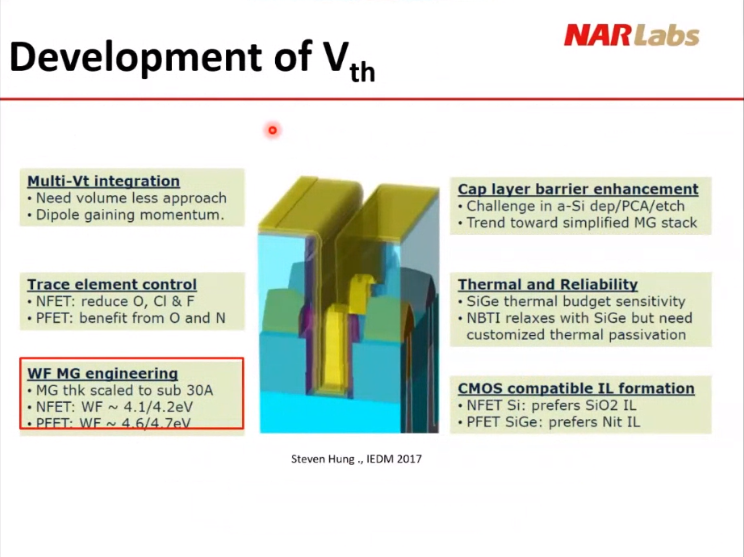 NARLabs
Development of Vth
Multi-Vt integration
• Need volume less approach
• Dipole gaining momentum.
Trace element control
• NFET: reduce O, Cl & F
• PFET: benefit from O and N
WF MG engineering
• MG thk scaled to sub 30A
• NFET: WF ~ 4.1/4.2eV
• PFET: WF ~ 4.6/4.7eV
Cap layer barrier enhancement
• Challenge in a-Si dep/PCA/etch
• Trend toward simplified MG stack
Thermal and Reliability
• SiGe thermal budget sensitivity
• NBTI relaxes with SiGe but need
customized thermal passivation
CMOS compatible IL formation
• NFET Si: prefers SiO2 IL
• PFET SiGe: prefers Nit IL
Steven Hung ., IEDM 2017